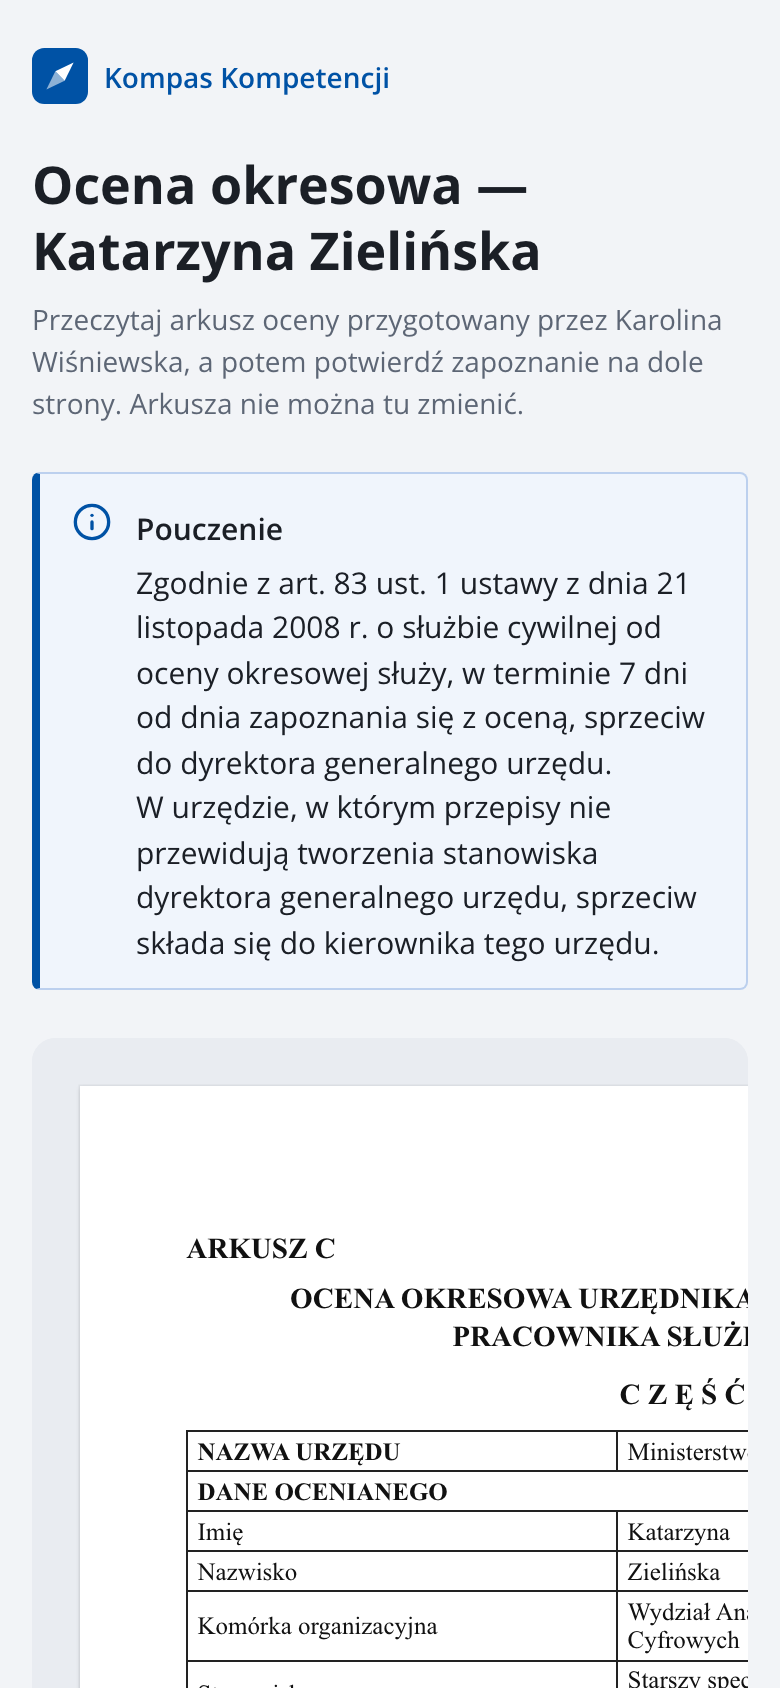 Kompas Kompetencji
Ocena okresowa —
Katarzyna Zielińska
Przeczytaj arkusz oceny przygotowany przez Karolina
Wiśniewska, a potem potwierdź zapoznanie na dole
strony. Arkusza nie można tu zmienić.
Pouczenie
Zgodnie z art. 83 ust. 1 ustawy z dnia 21
listopada 2008 r. o służbie cywilnej od
oceny okresowej służy, w terminie 7 dni
od dnia zapoznania się z oceną, sprzeciw
do dyrektora generalnego urzędu.
W urzędzie, w którym przepisy nie
przewidują tworzenia stanowiska
dyrektora generalnego urzędu, sprzeciw
składa się do kierownika tego urzędu.
ARKUSZ C
OCENA OKRESOWA URZĘDNIKA
PRACOWNIKA
CZĘŚĆ
NAZWA URZĘDU
DANE OCENIANEGO
Imię Katarzyna
Nazwisko Zielińska
Komórka organizacyjna Wydział
Cyfrowych
Starszy